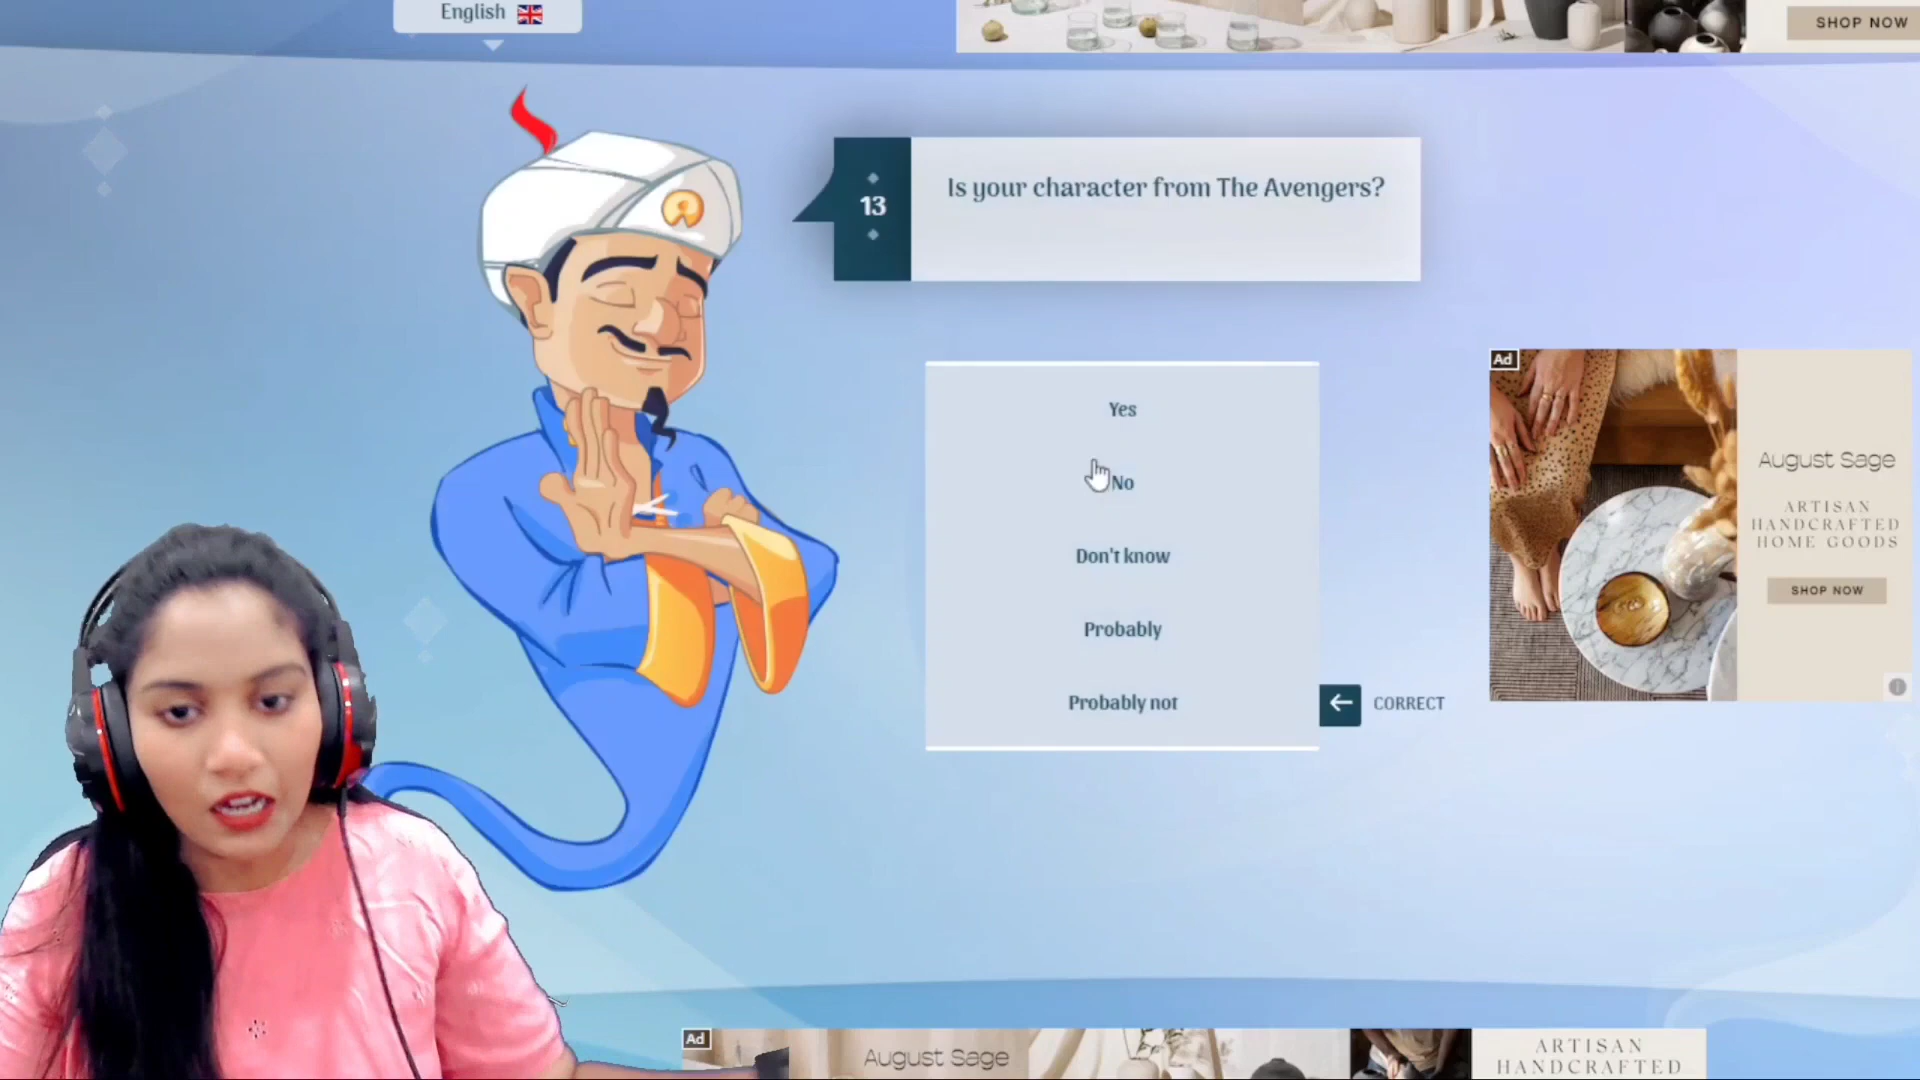 English
SHOP NOW
13
Is your character from The Avengers?
Yes
No
Don't know
Probably
Probably not
CORRECT
Ad
August Sage
ARTISAN
HANDCRAFTED
HOME GOODS
SHOP NOW
Ad
August Sage
ARTISAN
HANDCRAFTED